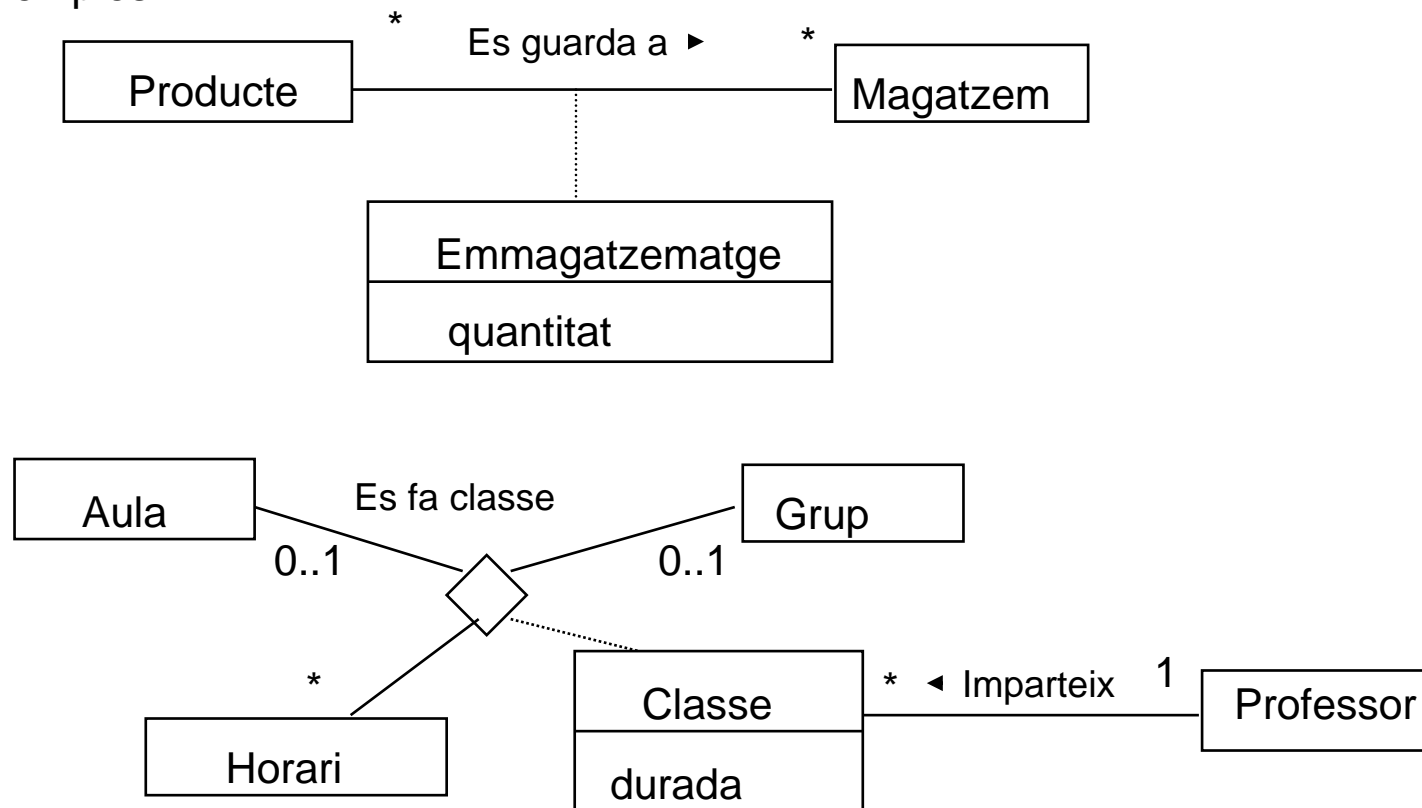 *
Es guarda a ►
*
Producte
Magatzem
Emmagatzematge
quantitat
Aula
Es fa classe
Grup
0..1
0..1
*
Classe
* ◄ Imparteix 1
Professor
Horari
durada